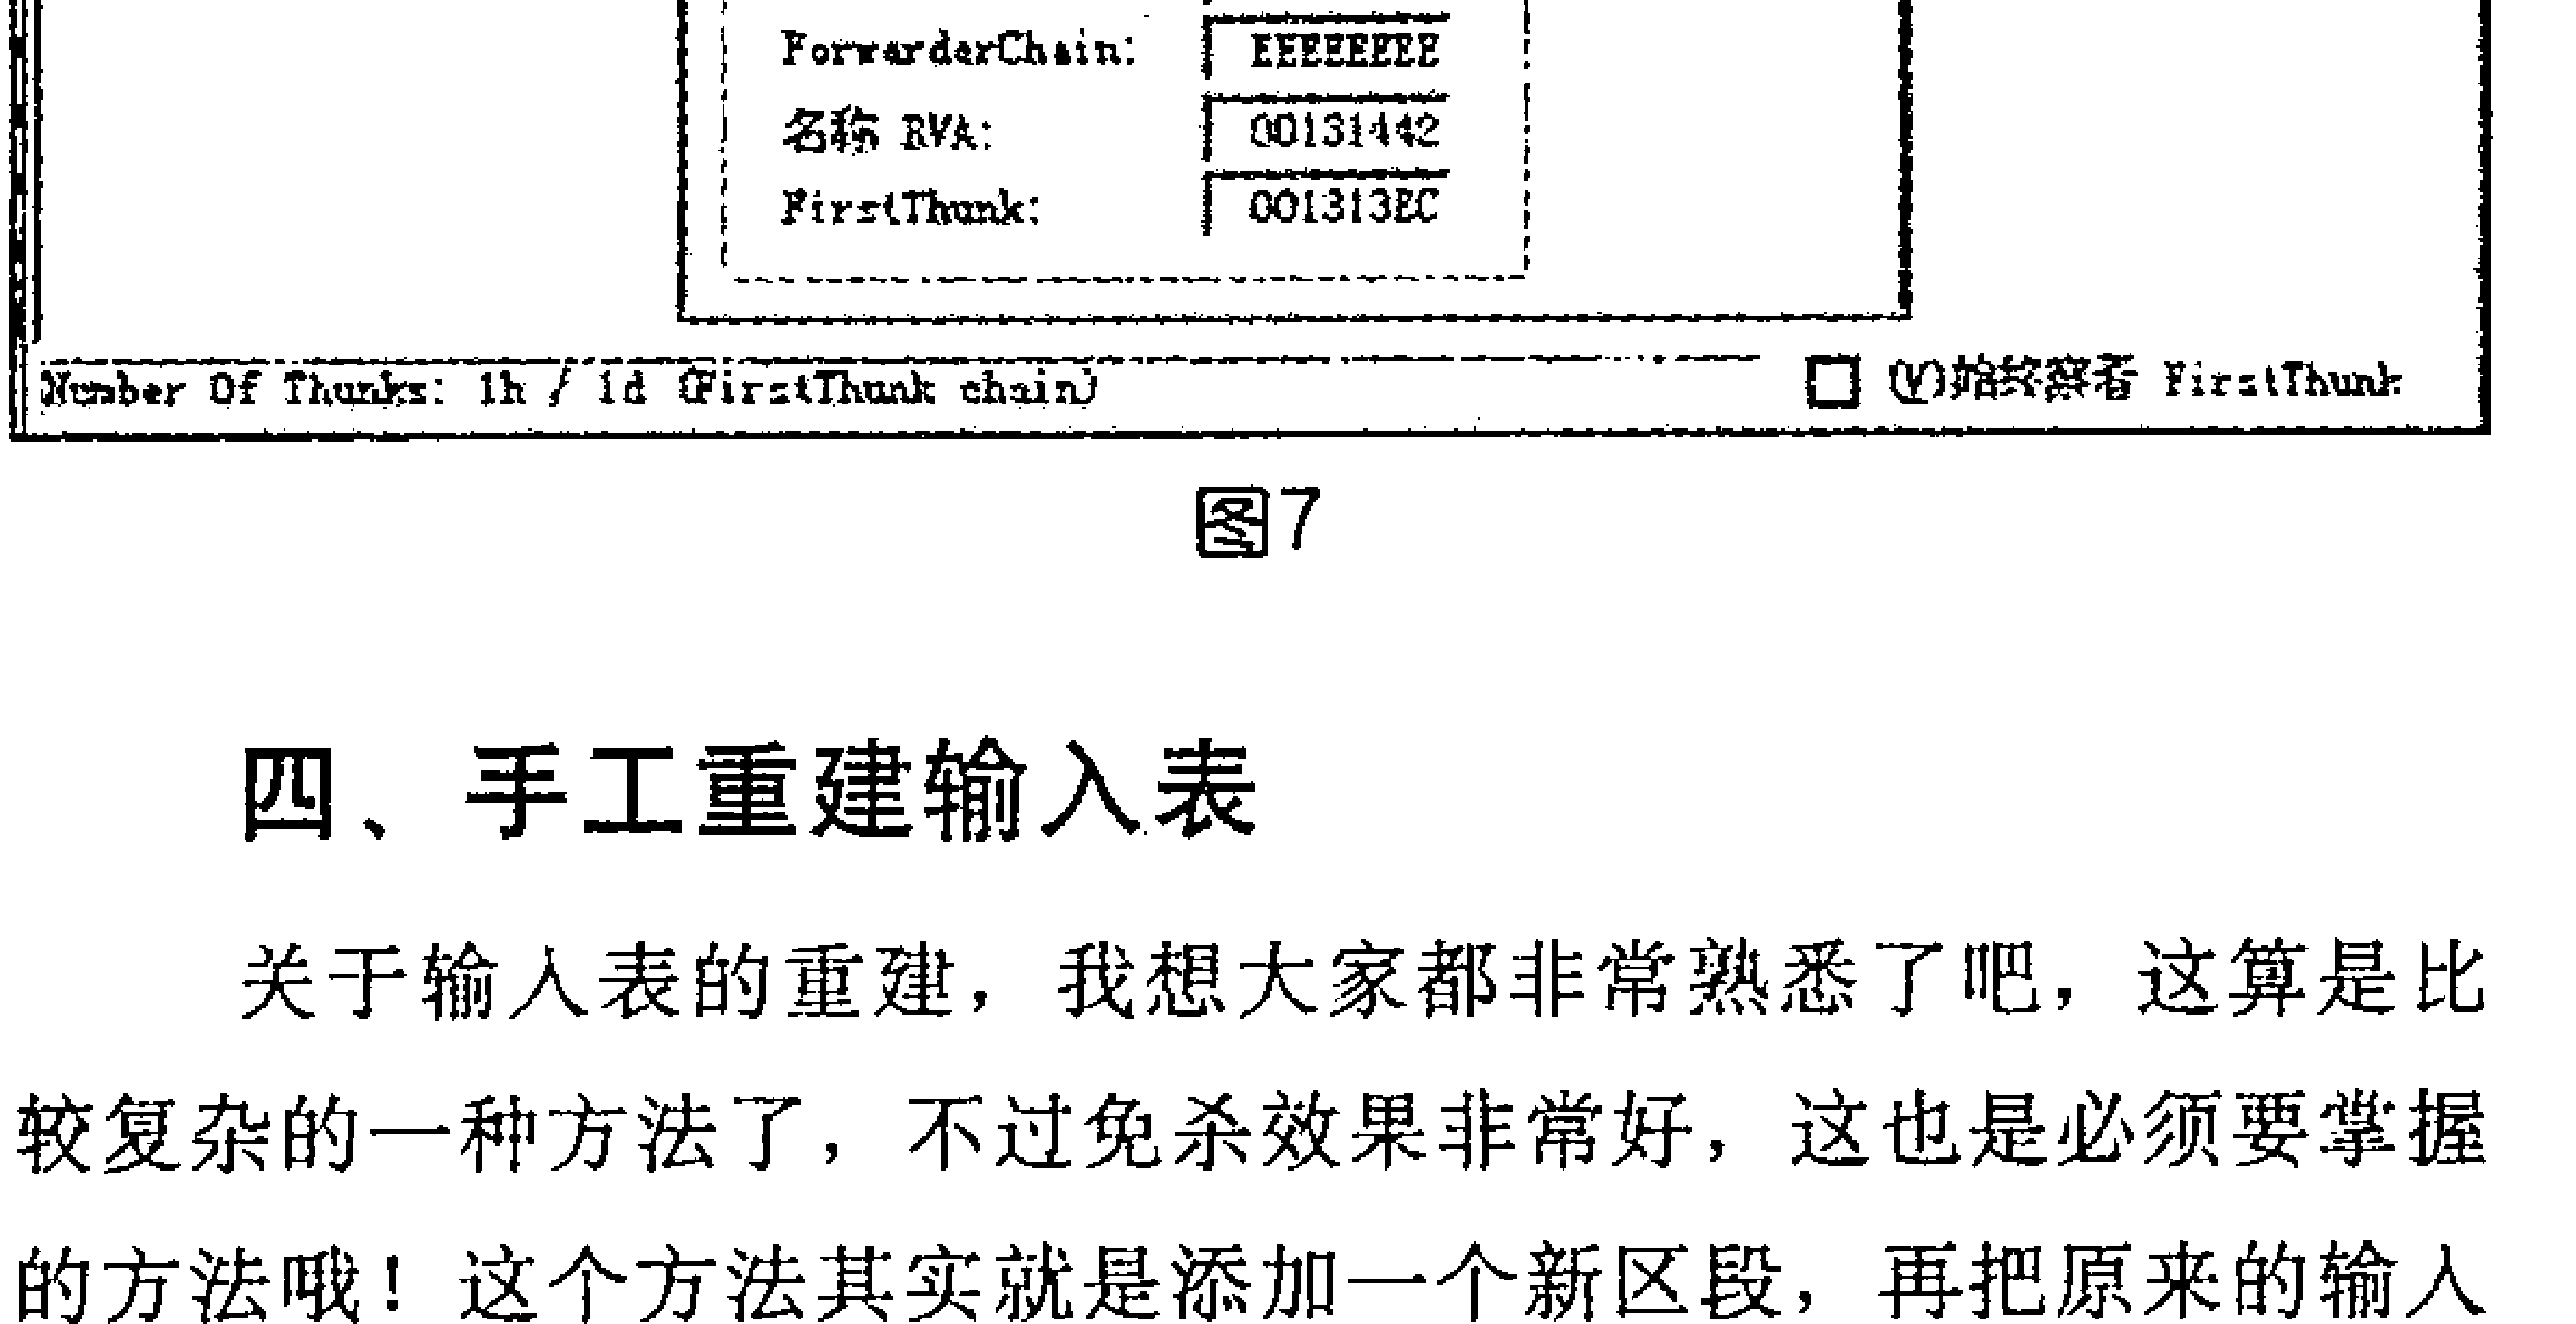 ForwarderChain: FFFFFFFF
名称 RVA: 00131442
FirstThunk: 001313EC
Number Of Thunks: 1h / 1d (FirstThunk chain) (V)始终察看 FirstThunk
图7
四、手工重建输入表
关于输入表的重建，我想大家都非常熟悉了吧，这算是比
较复杂的一种方法了，不过免杀效果非常好，这也是必须要掌握
的方法哦！这个方法其实就是添加一个新区段，再把原来的输入